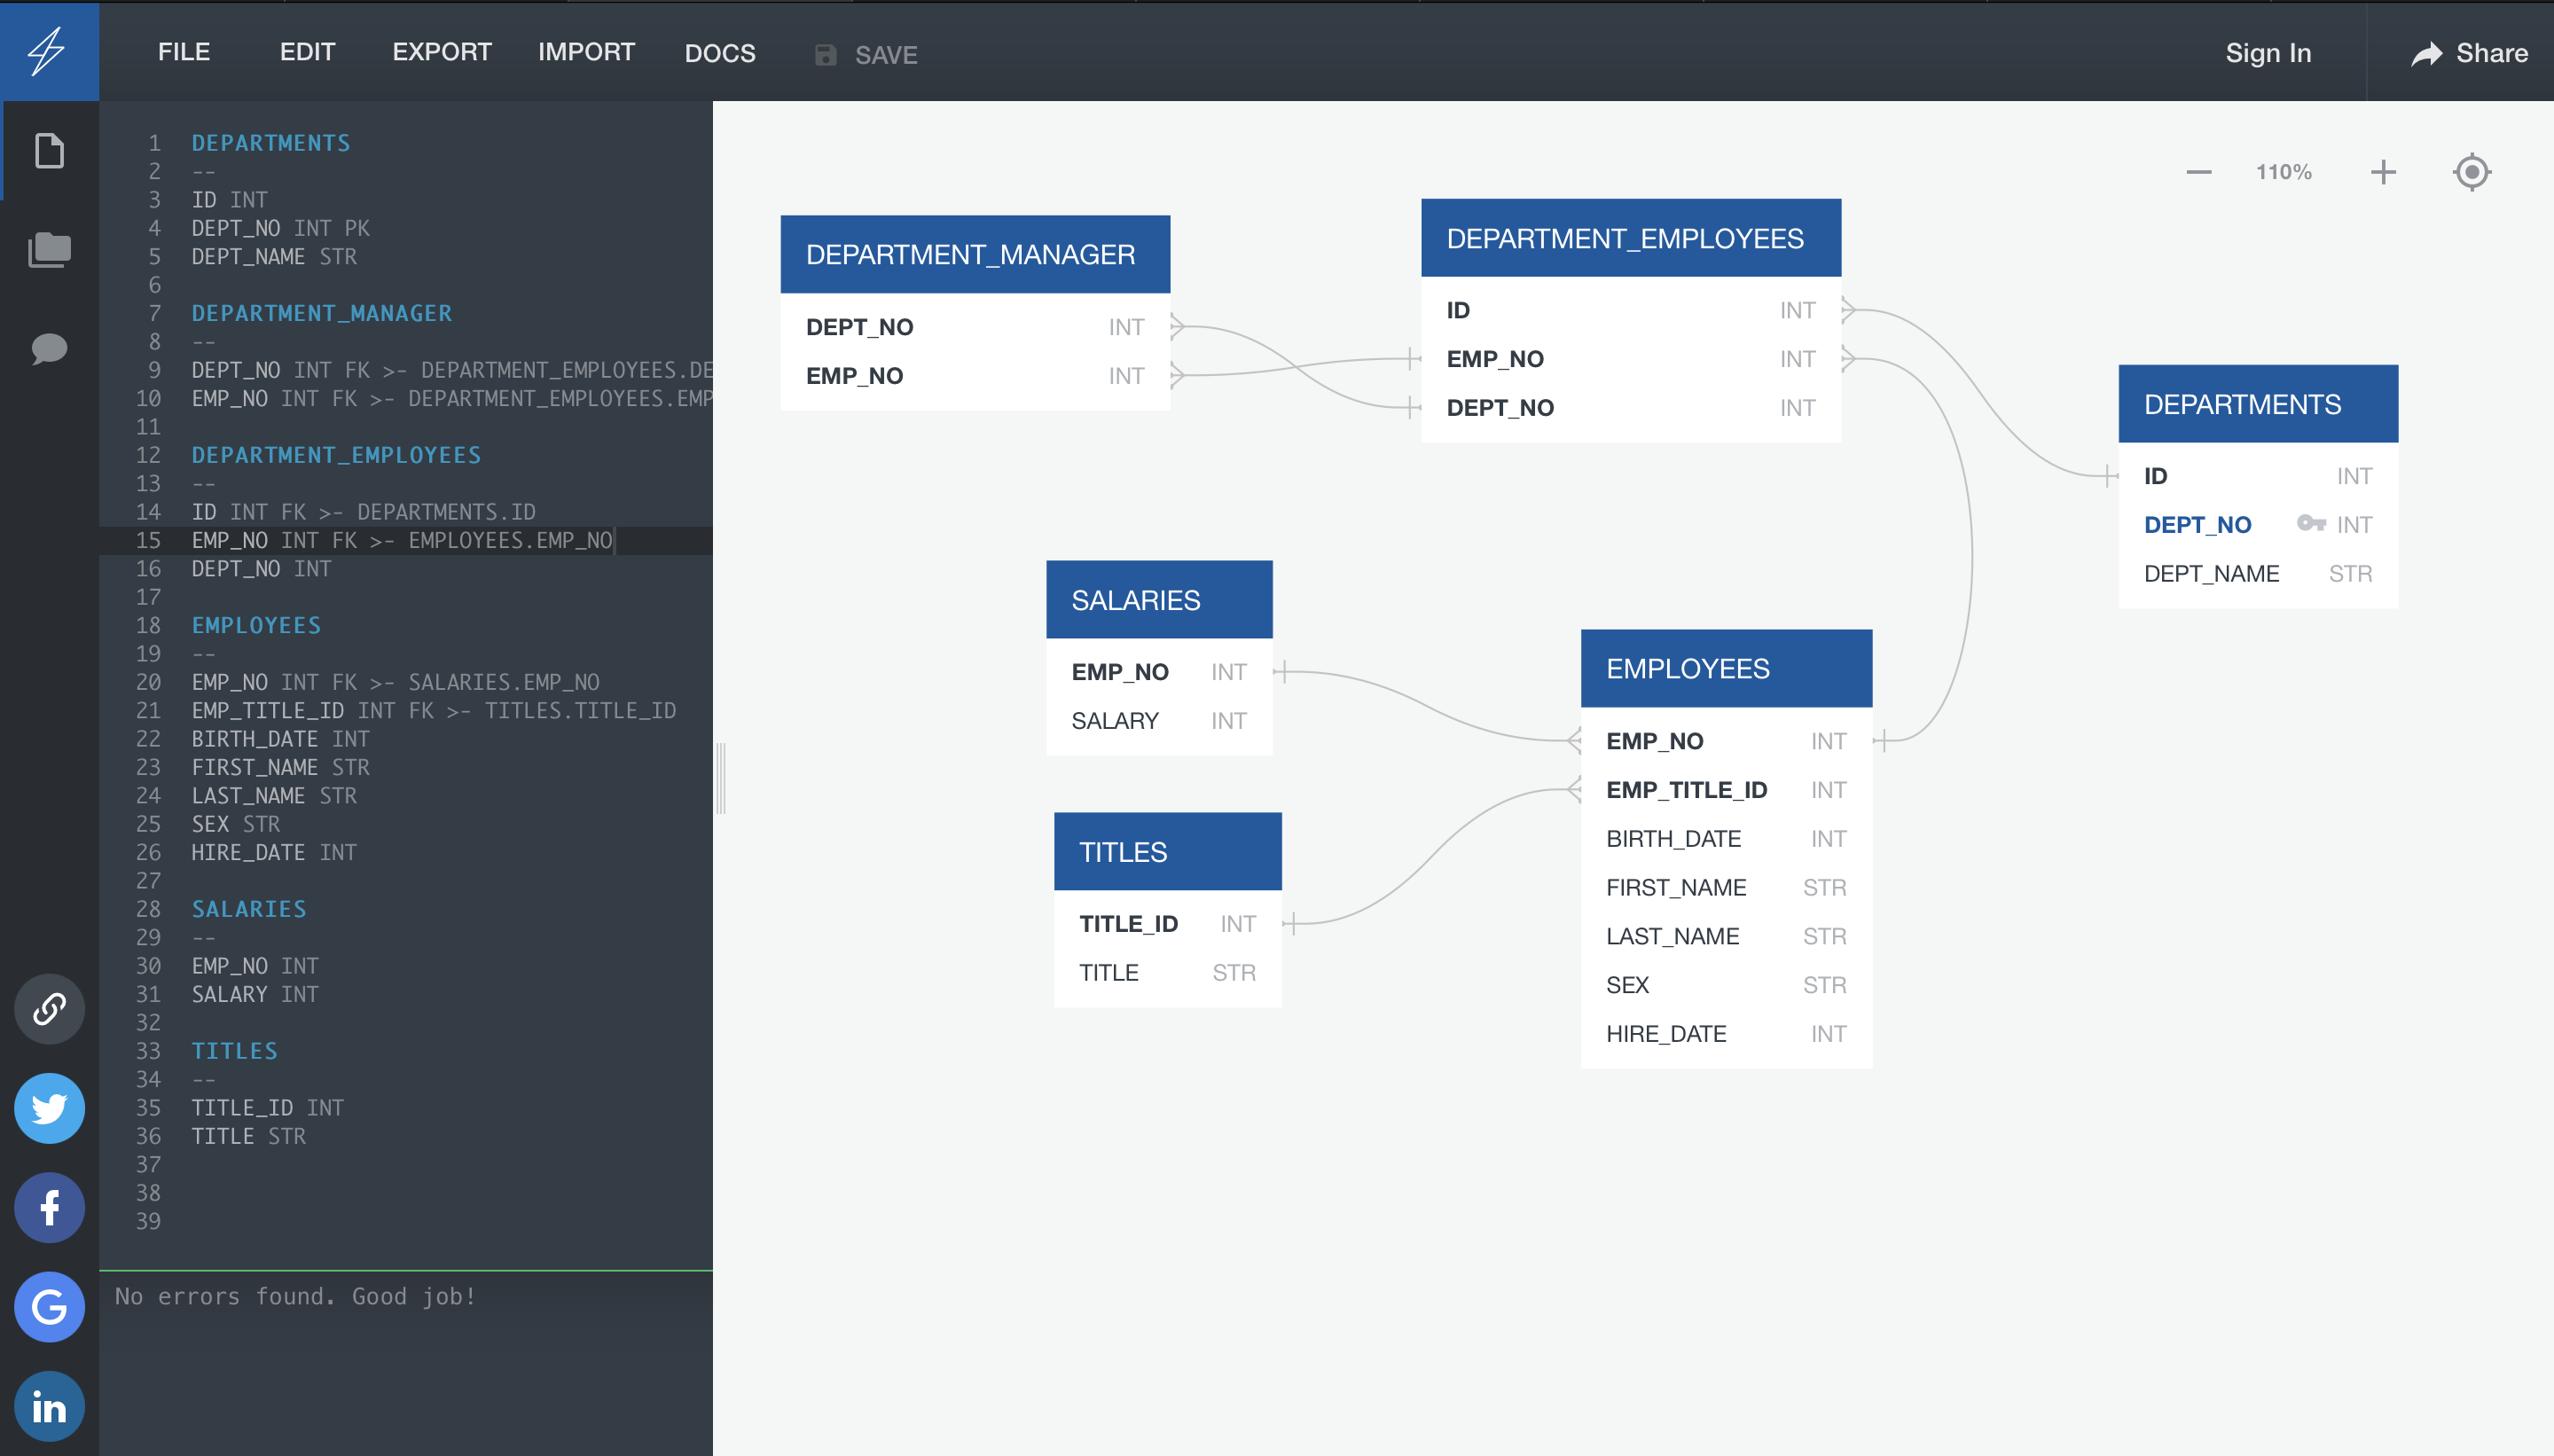 FILE EDIT EXPORT IMPORT DOCS SAVE Sign In Share
1 DEPARTMENTS
2 --
3 ID INT
4 DEPT_NO INT PK
5 DEPT_NAME STR
6
7 DEPARTMENT_MANAGER
8 --
9 DEPT_NO INT FK >- DEPARTMENT_EMPLOYEES.DE
10 EMP_NO INT FK >- DEPARTMENT_EMPLOYEES.EMP
11
12 DEPARTMENT_EMPLOYEES
13 --
14 ID INT FK >- DEPARTMENTS.ID
15 EMP_NO INT FK >- EMPLOYEES.EMP_NO
16 DEPT_NO INT
17
18 EMPLOYEES
19 --
20 EMP_NO INT FK >- SALARIES.EMP_NO
21 EMP_TITLE_ID INT FK >- TITLES.TITLE_ID
22 BIRTH_DATE INT
23 FIRST_NAME STR
24 LAST_NAME STR
25 SEX STR
26 HIRE_DATE INT
27
28 SALARIES
29 --
30 EMP_NO INT
31 SALARY INT
32
33 TITLES
34 --
35 TITLE_ID INT
36 TITLE STR
37
38
39
No errors found. Good job!
f
G
in
110%
DEPARTMENT_MANAGER
DEPT_NO INT
EMP_NO INT
DEPARTMENT_EMPLOYEES
ID INT
EMP_NO INT
DEPT_NO INT
DEPARTMENTS
ID INT
DEPT_NO INT
DEPT_NAME STR
SALARIES
EMP_NO INT
SALARY INT
EMPLOYEES
EMP_NO INT
EMP_TITLE_ID INT
BIRTH_DATE INT
FIRST_NAME STR
LAST_NAME STR
SEX STR
HIRE_DATE INT
TITLES
TITLE_ID INT
TITLE STR